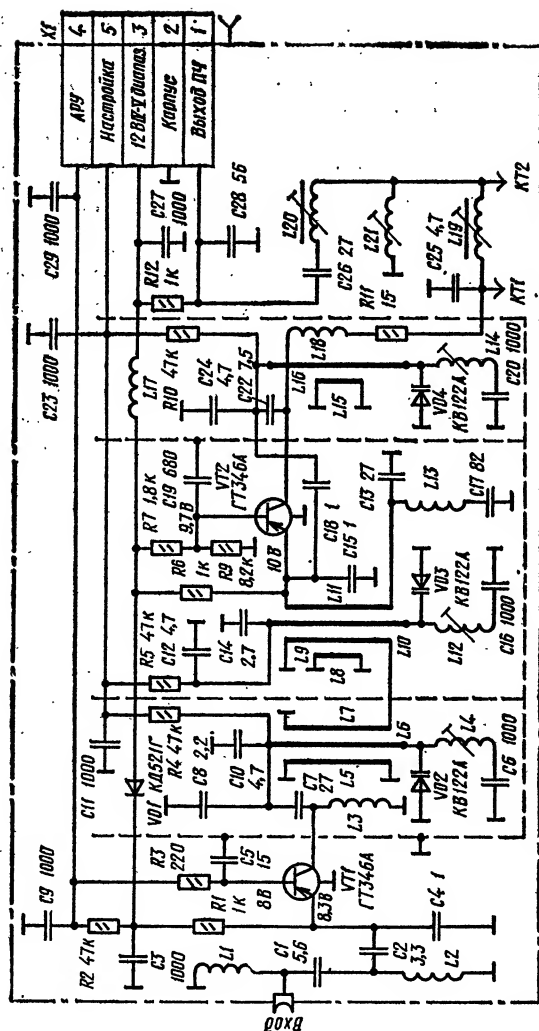 X1
АРУ 4
Настройка 5
12 В IV-V диапаз 3
Корпус 2
Выход ПЧ 1
C29 1000
C23 1000
C11 1000
C9 1000
R2 47к
C3 1000
VD1 КД521Г
R3 220
C5 15
R1 1к
8В
VT1 ГТ346А
8,3В
C4 1
L1
C1 5,6
C2 3,3
L2
Вход
R4 47к
C8 2,2
C10 4,7
C7 27
L3
L5
L6
VD2 КВ122А
L4
C6 1000
R5 47к
C12 4,7
C14 2,7
L7
L8
L9
L10
L11
L12
C16 1000
VD3 КВ122А
R7 1,8к
C19 680
9,7В
R6 1к
R9 8,2к
VT2 ГТ346А
10В
C18 1
C15 1
C13 27
L13
C17 82
L17
R10 47к
C24 4,7
C22 7,5
L16
L15
L18
VD4 КВ122А
L14
C20 1000
R12 1к
C27 1000
C28 56
L20
C26 27
L21
R11 15
C25 4,7
L19
КТ1
КТ2